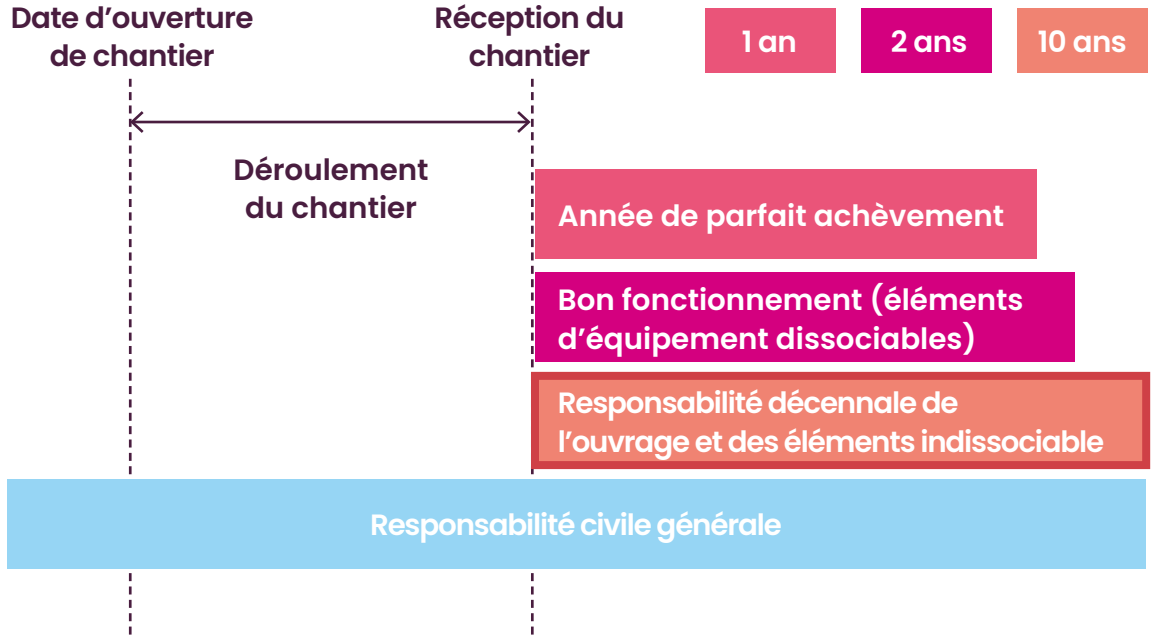 Date d’ouverture
de chantier
Réception du
chantier
1 an
2 ans
10 ans
Déroulement
du chantier
Année de parfait achèvement
Bon fonctionnement (éléments
d’équipement dissociables)
Responsabilité décennale de
l’ouvrage et des éléments indissociable
Responsabilité civile générale